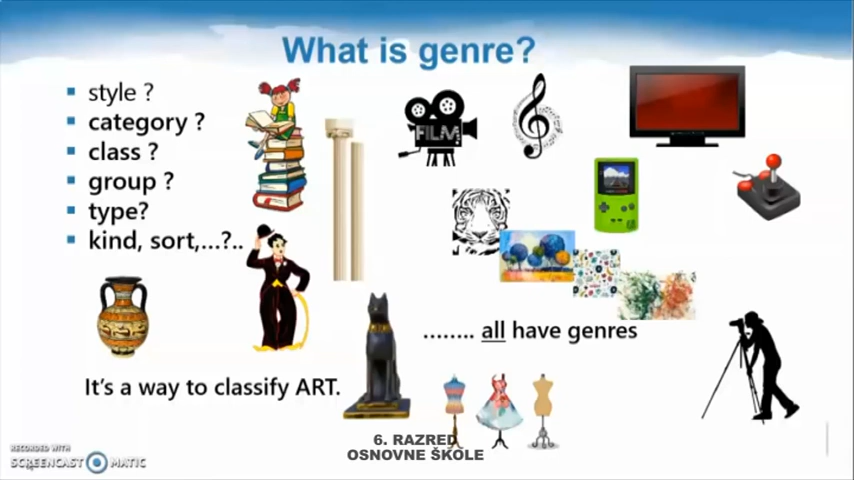 What is genre?
style ?
category ?
class ?
group ?
type?
kind, sort,...?..
FILM
........ all have genres
It's a way to classify ART.
6. RAZRED
OSNOVNE ŠKOLE
RECORDED WITH
SCREENCAST MATIC